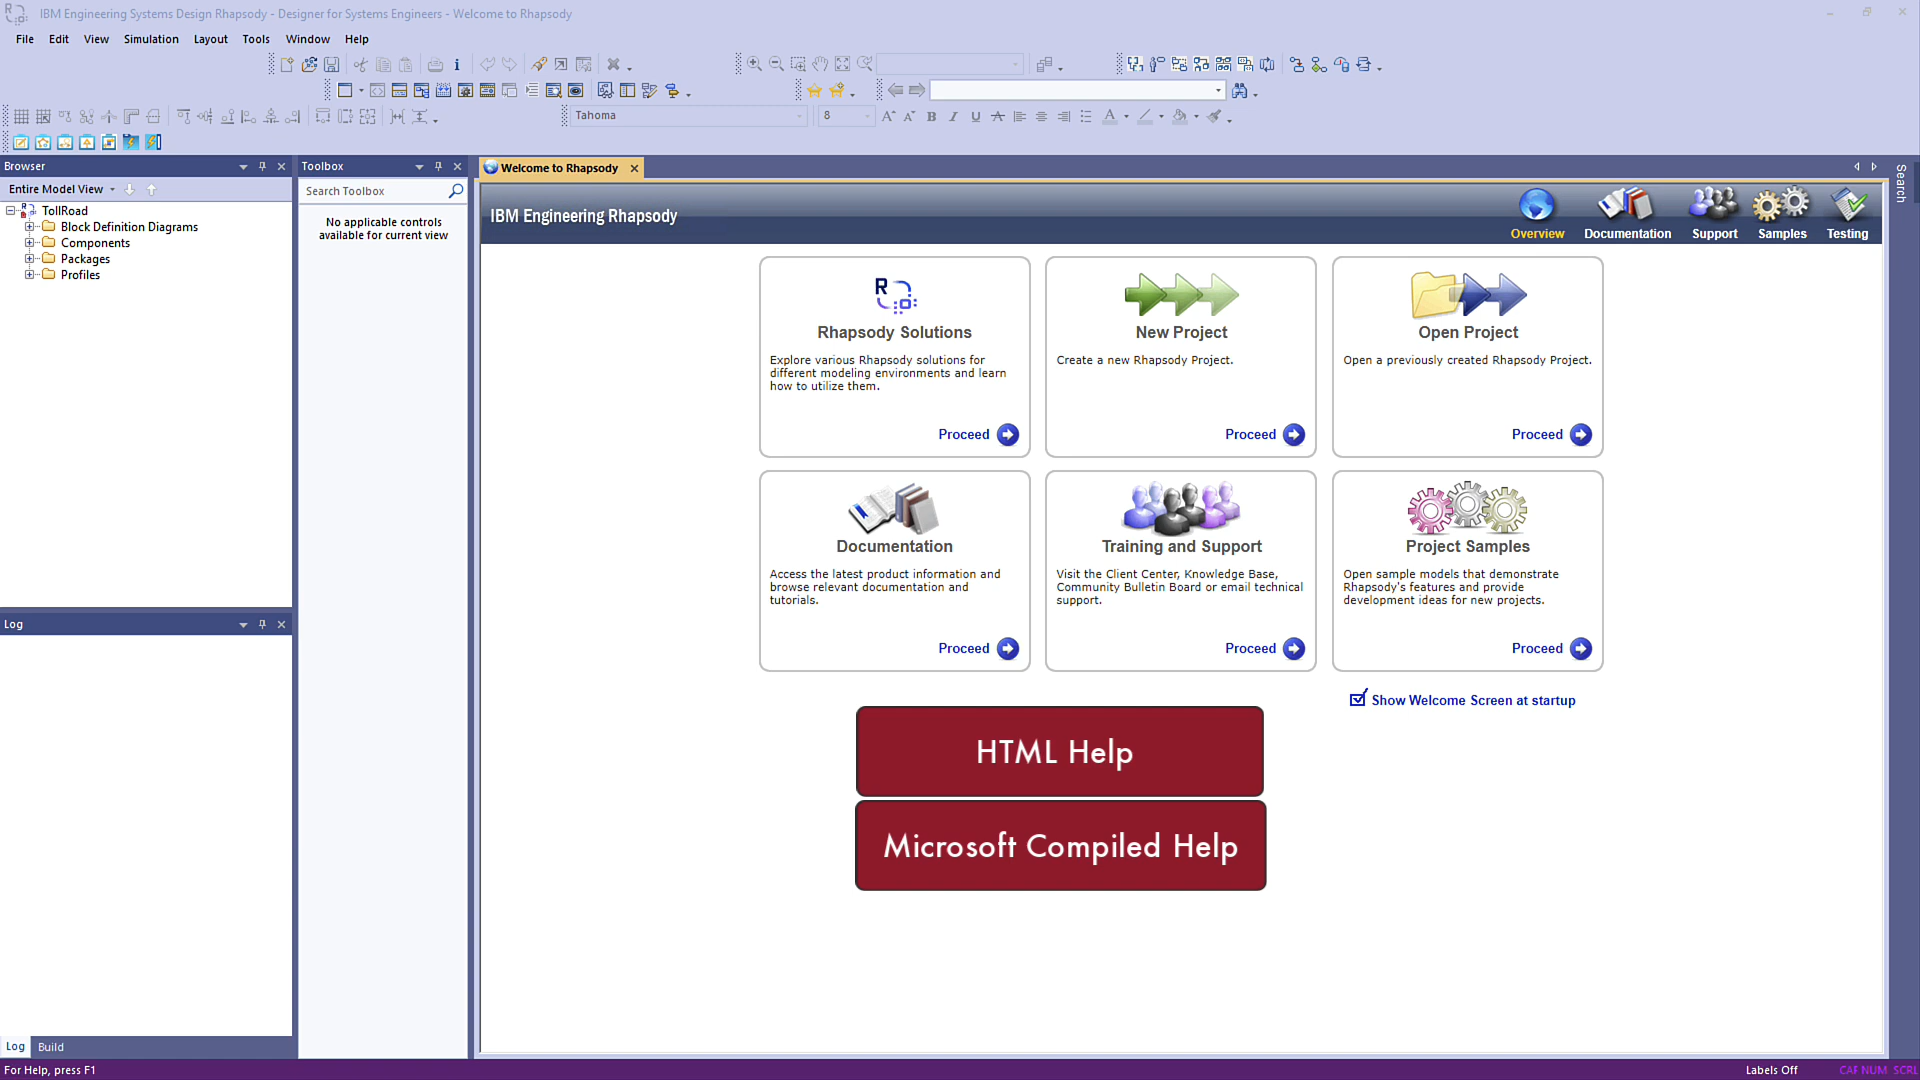 IBM Engineering Systems Design Rhapsody - Designer for Systems Engineers - Welcome to Rhapsody
File Edit View Simulation Layout Tools Window Help
Tahoma 8
Browser
Entire Model View
TollRoad
Block Definition Diagrams
Components
Packages
Profiles
Toolbox
Search Toolbox
No applicable controls
available for current view
Welcome to Rhapsody
Search
IBM Engineering Rhapsody
Overview Documentation Support Samples Testing
Rhapsody Solutions
Explore various Rhapsody solutions for
different modeling environments and learn
how to utilize them.
Proceed
New Project
Create a new Rhapsody Project.
Proceed
Open Project
Open a previously created Rhapsody Project.
Proceed
Documentation
Access the latest product information and
browse relevant documentation and
tutorials.
Proceed
Training and Support
Visit the Client Center, Knowledge Base,
Community Bulletin Board or email technical
support.
Proceed
Project Samples
Open sample models that demonstrate
Rhapsody's features and provide
development ideas for new projects.
Proceed
Show Welcome Screen at startup
HTML Help
Microsoft Compiled Help
Log
Log Build
For Help, press F1
Labels Off
CAP NUM SCRL